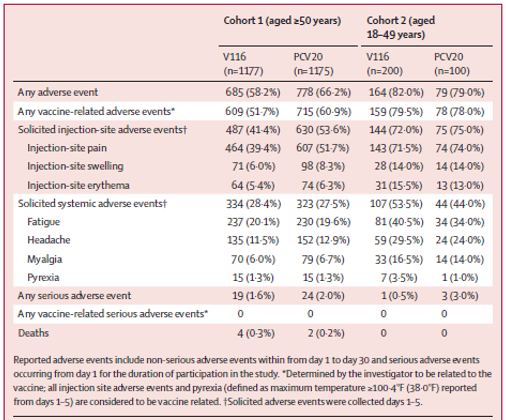 Cohort 1 (aged ≥50 years) Cohort 2 (aged
18–49 years)
V116 PCV20 V116 PCV20
(n=1177) (n=1175) (n=200) (n=100)
Any adverse event 685 (58·2%) 778 (66·2%) 164 (82·0%) 79 (79·0%)
Any vaccine-related adverse events* 609 (51·7%) 715 (60·9%) 159 (79·5%) 78 (78·0%)
Solicited injection-site adverse events† 487 (41·4%) 630 (53·6%) 144 (72·0%) 75 (75·0%)
Injection-site pain 464 (39·4%) 607 (51·7%) 143 (71·5%) 74 (74·0%)
Injection-site swelling 71 (6·0%) 98 (8·3%) 28 (14·0%) 14 (14·0%)
Injection-site erythema 64 (5·4%) 74 (6·3%) 31 (15·5%) 13 (13·0%)
Solicited systemic adverse events† 334 (28·4%) 323 (27·5%) 107 (53·5%) 44 (44·0%)
Fatigue 237 (20·1%) 230 (19·6%) 81 (40·5%) 34 (34·0%)
Headache 135 (11·5%) 152 (12·9%) 59 (29·5%) 24 (24·0%)
Myalgia 70 (6·0%) 79 (6·7%) 33 (16·5%) 14 (14·0%)
Pyrexia 15 (1·3%) 15 (1·3%) 7 (3·5%) 1 (1·0%)
Any serious adverse event 19 (1·6%) 24 (2·0%) 1 (0·5%) 3 (3·0%)
Any vaccine-related serious adverse events* 0 0 0 0
Deaths 4 (0·3%) 2 (0·2%) 0 0
Reported adverse events include non-serious adverse events within from day 1 to day 30 and serious adverse events
occurring from day 1 for the duration of participation in the study. *Determined by the investigator to be related to the
vaccine; all injection site adverse events and pyrexia (defined as maximum temperature ≥100·4°F (38·0°F) reported
from days 1–5) are considered to be vaccine related. †Solicited adverse events were collected days 1–5.